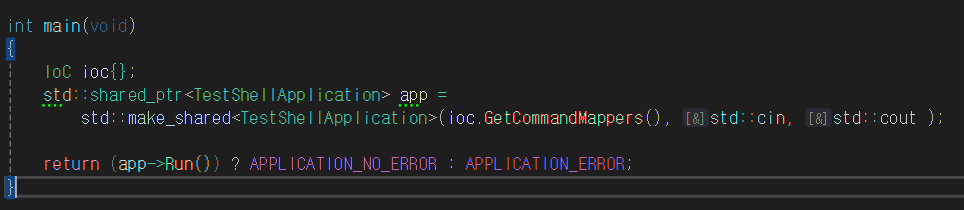 int main(void)
{
    IoC ioc{};
    std::shared_ptr<TestShellApplication> app =
        std::make_shared<TestShellApplication>(ioc.GetCommandMappers(), [&]std::cin, [&]std::cout );
    return (app->Run()) ? APPLICATION_NO_ERROR : APPLICATION_ERROR;
}